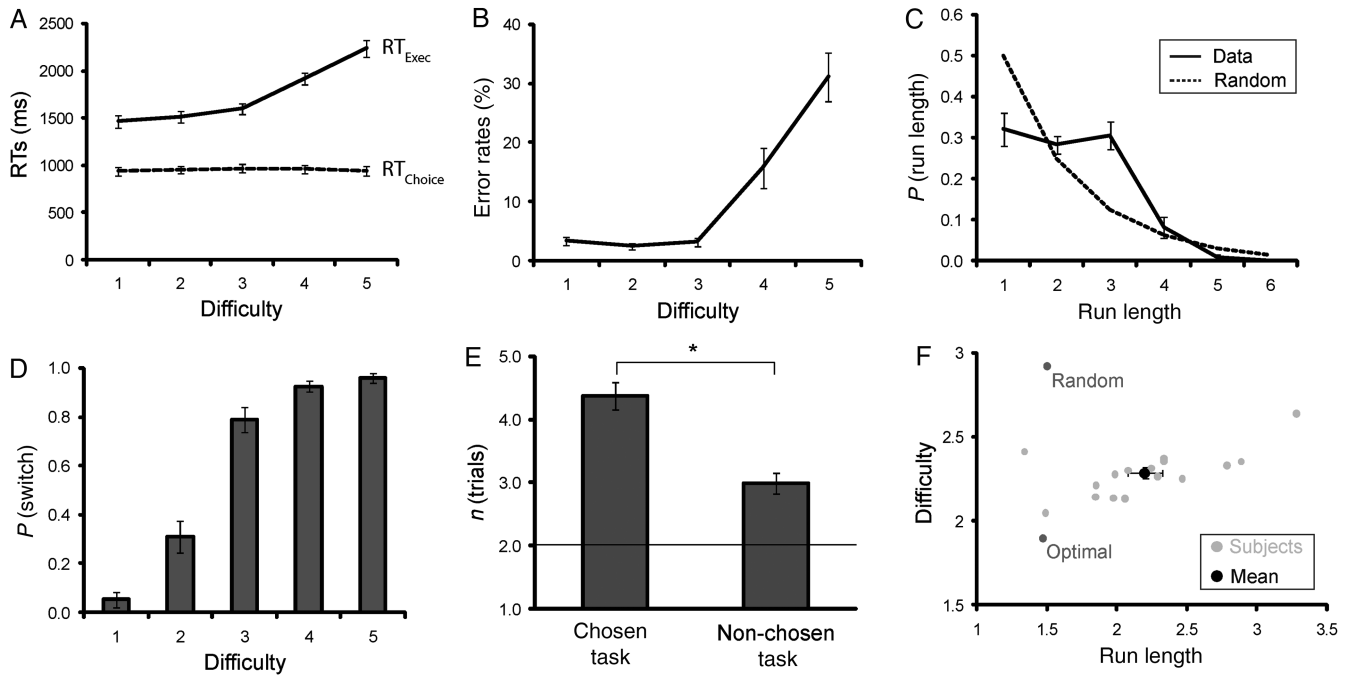 A
2500
2000
1500
1000
500
0
RTs (ms)
RTExec
RTChoice
1 2 3 4 5
Difficulty
B
40
30
20
10
0
Error rates (%)
1 2 3 4 5
Difficulty
C
0.6
0.5
0.4
0.3
0.2
0.1
0.0
P (run length)
Data
Random
1 2 3 4 5 6
Run length
D
1.0
0.8
0.6
0.4
0.2
0.0
P (switch)
1 2 3 4 5
Difficulty
E
5.0
4.0
3.0
2.0
1.0
n (trials)
*
Chosen
task
Non-chosen
task
F
3
2.5
2
1.5
Difficulty
Random
Optimal
Subjects
Mean
1 1.5 2 2.5 3 3.5
Run length